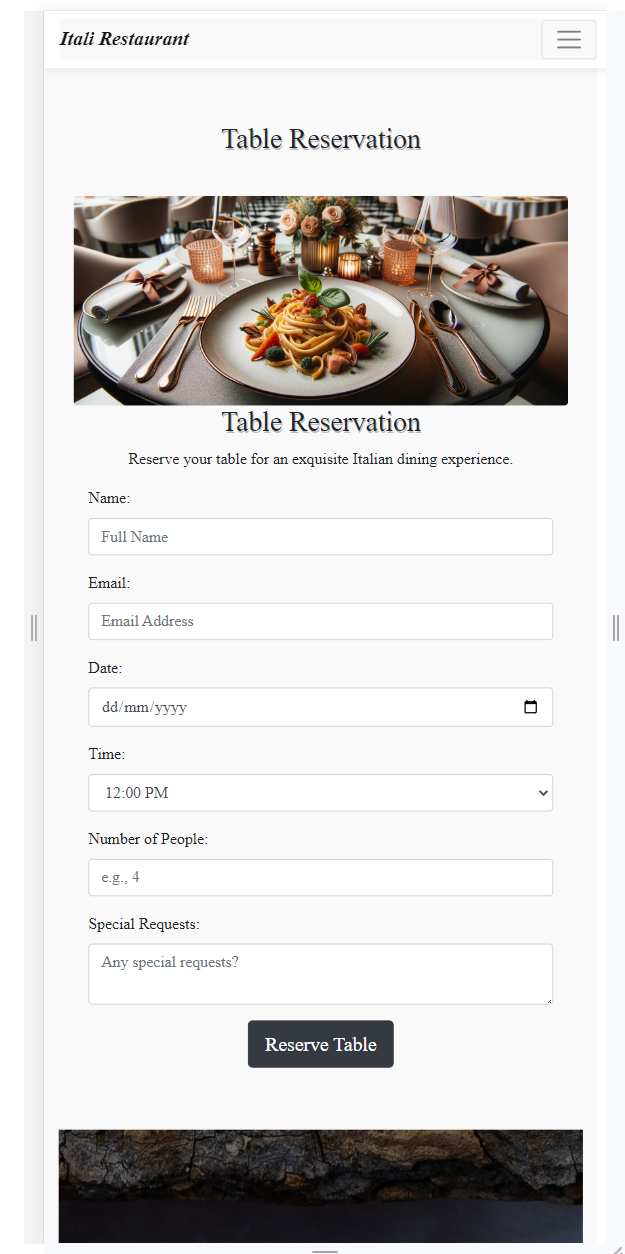 Itali Restaurant
Table Reservation
Table Reservation
Reserve your table for an exquisite Italian dining experience.
Name:
Full Name
Email:
Email Address
Date:
dd/mm/yyyy
Time:
12:00 PM
Number of People:
e.g., 4
Special Requests:
Any special requests?
Reserve Table